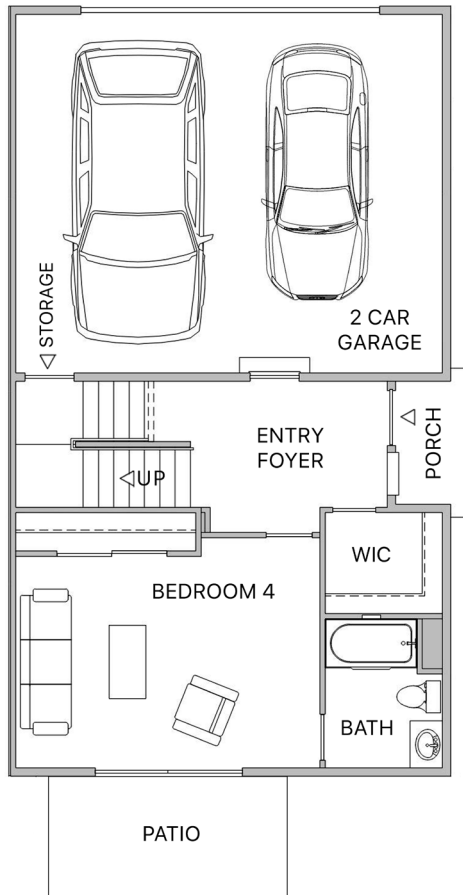 STORAGE
2 CAR
GARAGE
ENTRY
FOYER
PORCH
UP
WIC
BEDROOM 4
BATH
PATIO